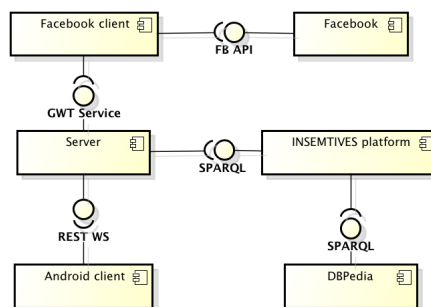 Facebook client
Facebook
FB API
GWT Service
Server
INSEMTIVES platform
SPARQL
REST WS
SPARQL
Android client
DBPedia